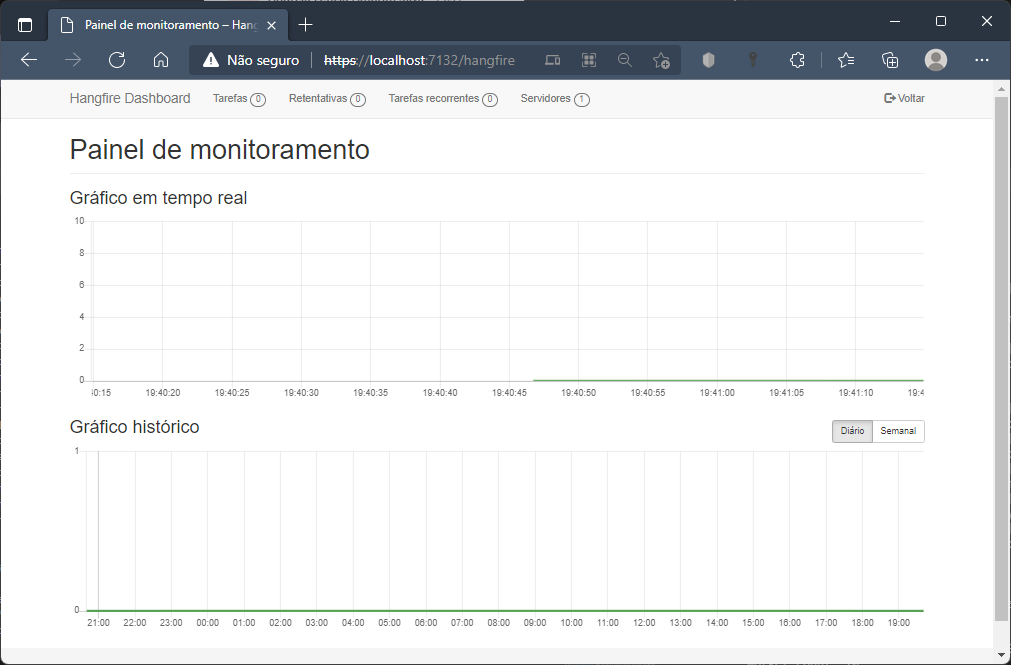 Painel de monitoramento – Hang
Não seguro https://localhost:7132/hangfire
Hangfire Dashboard Tarefas 0 Retentativas 0 Tarefas recorrentes 0 Servidores 1 Voltar
Painel de monitoramento
Gráfico em tempo real
10
8
6
4
2
0
:0:15 19:40:20 19:40:25 19:40:30 19:40:35 19:40:40 19:40:45 19:40:50 19:40:55 19:41:00 19:41:05 19:41:10 19:4
Gráfico histórico
Diário Semanal
1
0
21:00 22:00 23:00 00:00 01:00 02:00 03:00 04:00 05:00 06:00 07:00 08:00 09:00 10:00 11:00 12:00 13:00 14:00 15:00 16:00 17:00 18:00 19:00